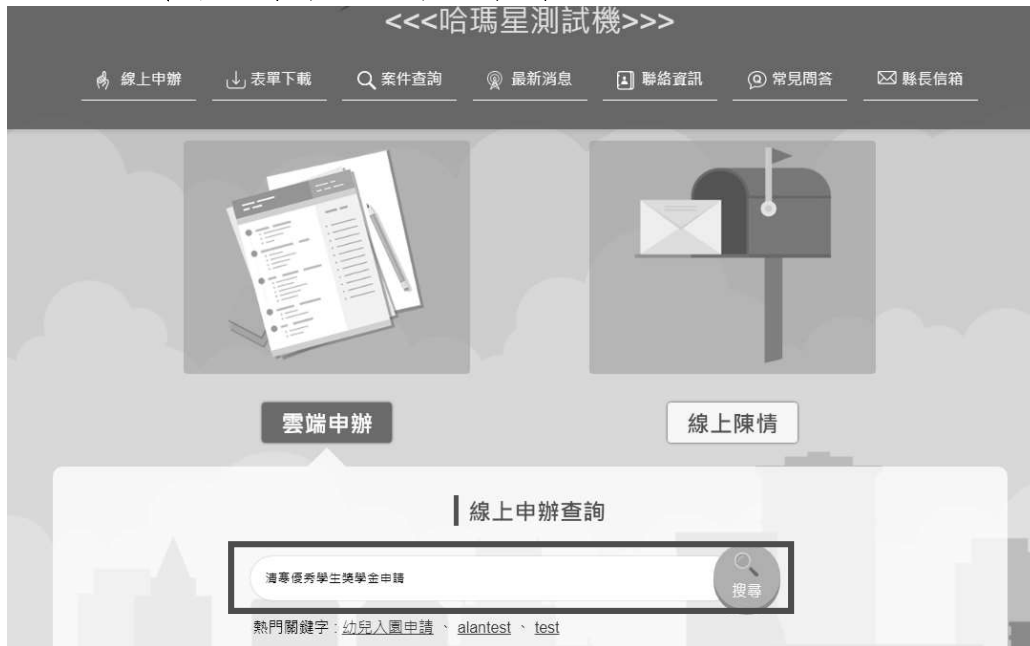 <<<哈瑪星測試機>>>
線上申辦 表單下載 案件查詢 最新消息 聯絡資訊 常見問答 縣長信箱
雲端申辦 線上陳情
線上申辦查詢
清寒優秀學生獎學金申請 搜尋
熱門關鍵字 : 幼兒入園申請 、 alantest 、 test